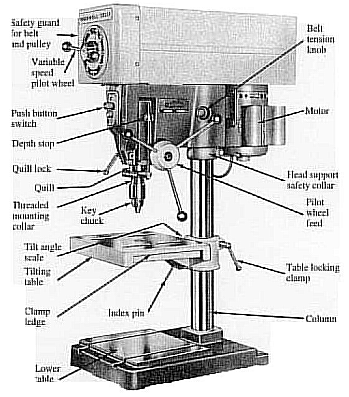 Safety guard
for belt
and pulley
Variable
speed
pilot wheel
Push button
switch
Depth stop
Quill lock
Quill
Threaded
mounting
collar
Key
chuck
Tilt angle
scale
Tilting
table
Clamp
ledge
Index pin
Lower
table
Belt
tension
knob
Motor
Head support
safety collar
Pilot
wheel
feed
Table locking
clamp
Column